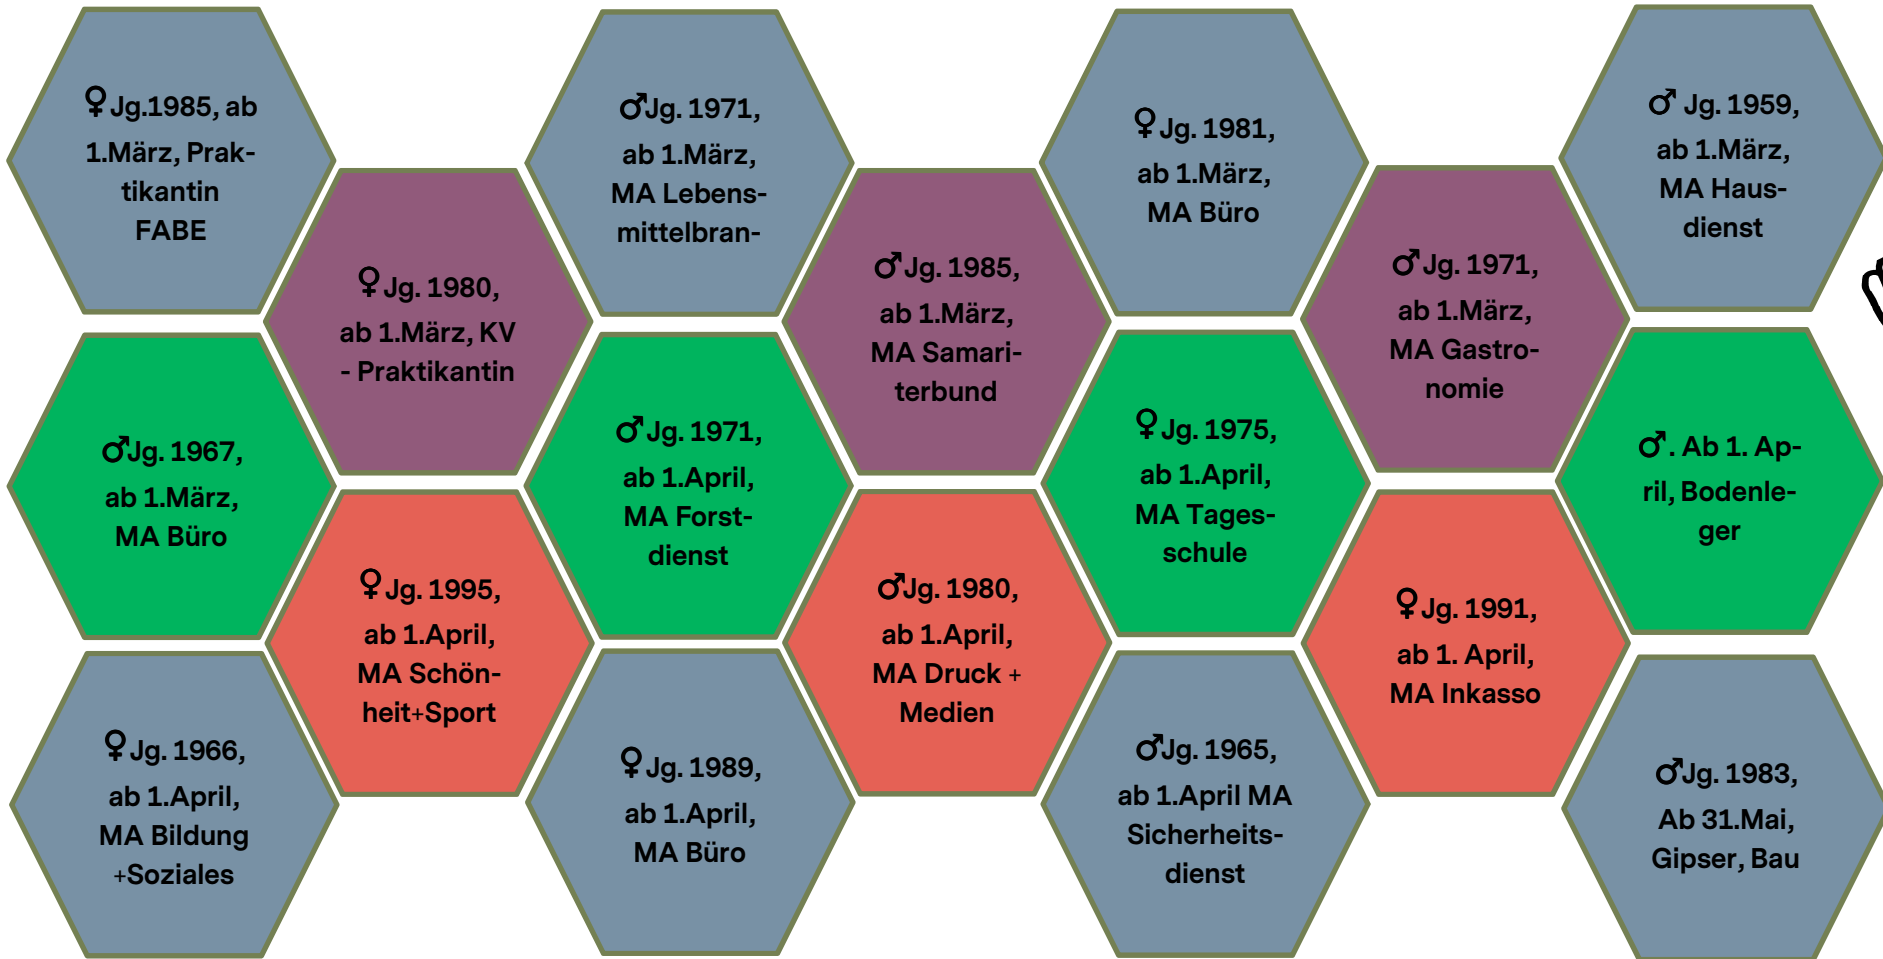 ♀Jg.1985, ab
1.März, Prak-
tikantin
FABE
♂Jg. 1971,
ab 1.März,
MA Lebens-
mittelbran-
♀Jg. 1981,
ab 1.März,
MA Büro
♂ Jg. 1959,
ab 1.März,
MA Haus-
dienst
♀Jg. 1980,
ab 1.März, KV
- Praktikantin
♂Jg. 1985,
ab 1.März,
MA Samari-
terbund
♂Jg. 1971,
ab 1.März,
MA Gastro-
nomie
♂Jg. 1967,
ab 1.März,
MA Büro
♂Jg. 1971,
ab 1.April,
MA Forst-
dienst
♀Jg. 1975,
ab 1.April,
MA Tages-
schule
♂. Ab 1. Ap-
ril, Bodenle-
ger
♀Jg. 1995,
ab 1.April,
MA Schön-
heit+Sport
♂Jg. 1980,
ab 1.April,
MA Druck +
Medien
♀Jg. 1991,
ab 1. April,
MA Inkasso
♀Jg. 1966,
ab 1.April,
MA Bildung
+Soziales
♀Jg. 1989,
ab 1.April,
MA Büro
♂Jg. 1965,
ab 1.April MA
Sicherheits-
dienst
♂Jg. 1983,
Ab 31.Mai,
Gipser, Bau